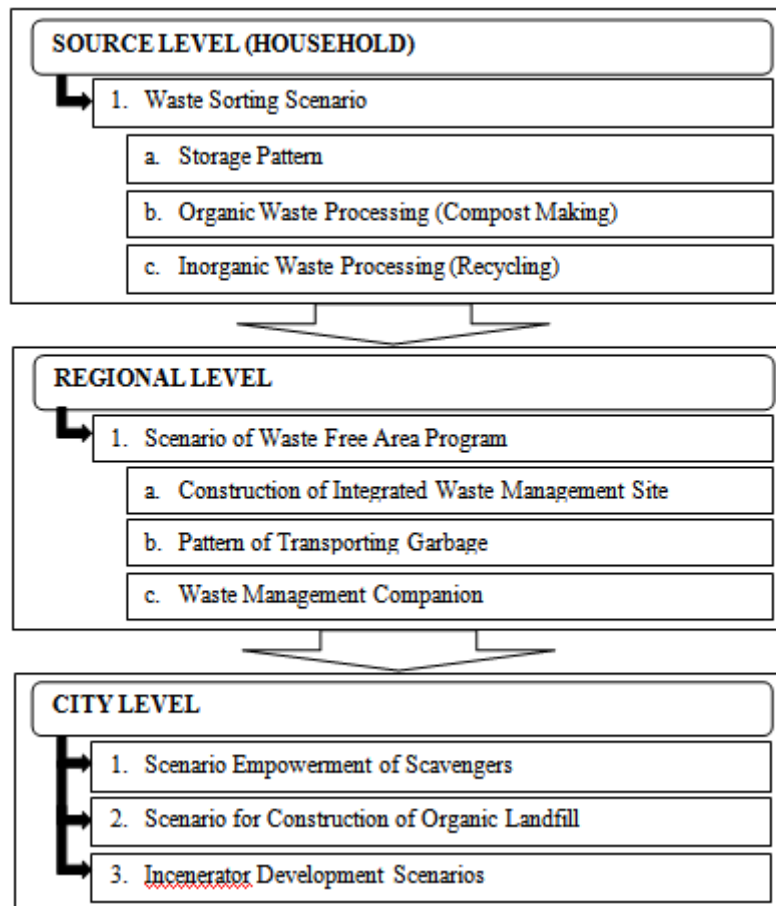 SOURCE LEVEL (HOUSEHOLD)
1. Waste Sorting Scenario
a. Storage Pattern
b. Organic Waste Processing (Compost Making)
c. Inorganic Waste Processing (Recycling)
REGIONAL LEVEL
1. Scenario of Waste Free Area Program
a. Construction of Integrated Waste Management Site
b. Pattern of Transporting Garbage
c. Waste Management Companion
CITY LEVEL
1. Scenario Empowerment of Scavengers
2. Scenario for Construction of Organic Landfill
3. Incenerator Development Scenarios